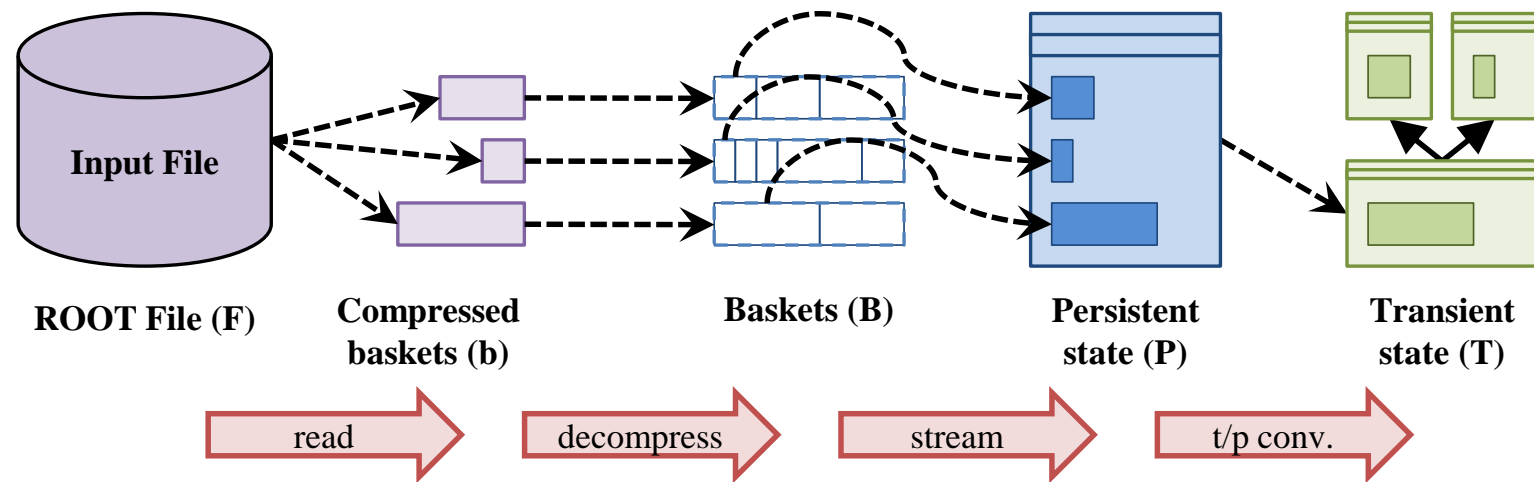 Input File
ROOT File (F)
Compressed
baskets (b)
Baskets (B)
Persistent
state (P)
Transient
state (T)
read
decompress
stream
t/p conv.